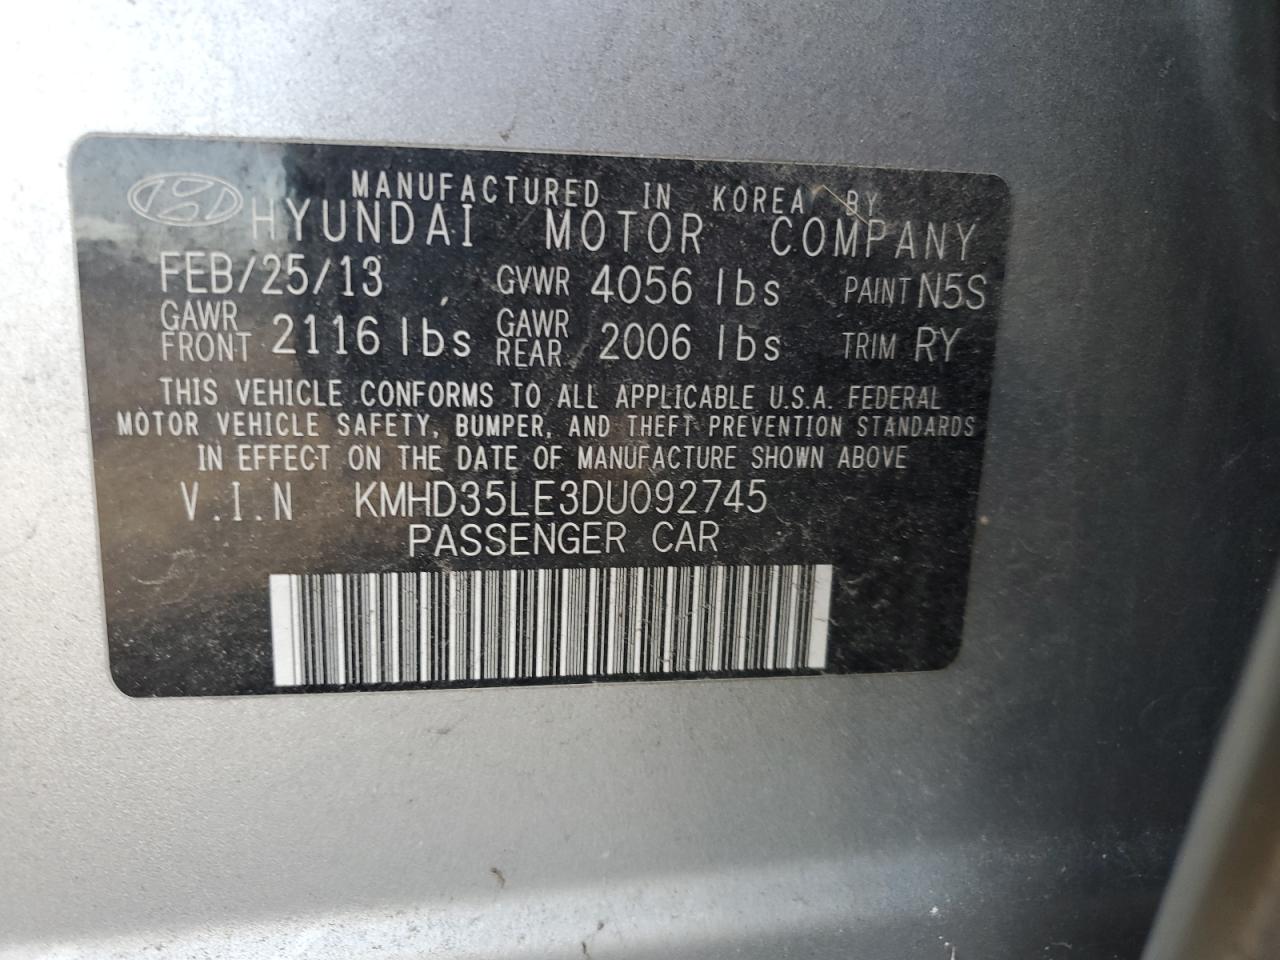 MANUFACTURED IN KOREA BY
HYUNDAI MOTOR COMPANY
FEB/25/13 GVWR 4056 lbs PAINT N5S
GAWR FRONT 2116 lbs GAWR REAR 2006 lbs TRIM RY
THIS VEHICLE CONFORMS TO ALL APPLICABLE U.S.A. FEDERAL
MOTOR VEHICLE SAFETY, BUMPER, AND THEFT PREVENTION STANDARDS
IN EFFECT ON THE DATE OF MANUFACTURE SHOWN ABOVE
V.I.N KMHD35LE3DU092745
PASSENGER CAR